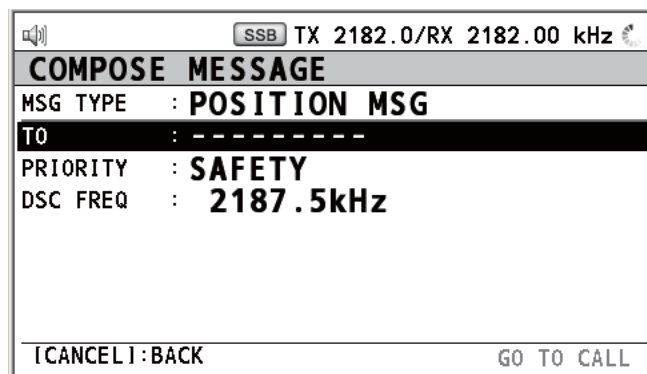 SSB TX 2182.0/RX 2182.00 kHz
COMPOSE MESSAGE
MSG TYPE : POSITION MSG
TO : ---------
PRIORITY : SAFETY
DSC FREQ : 2187.5kHz
[CANCEL]:BACK GO TO CALL